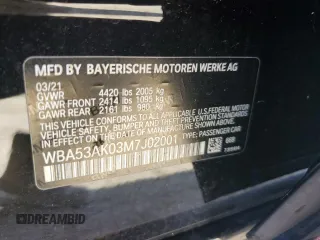 MFD BY BAYERISCHE MOTOREN WERKE AG
03/21
GVWR 4420 lbs 2005 kg
GAWR FRONT 2414 lbs 1095 kg
GAWR REAR 2161 lbs 980 kg
THIS VEHICLE CONFORMS TO ALL APPLICABLE U.S. FEDERAL MOTOR
VEHICLE SAFETY, BUMPER AND THEFT PREVENTION STANDARDS IN
EFFECT ON THE DATE OF MANUFACTURE SHOWN ABOVE.
WBA53AK03M7J02001 TYPE: PASSENGER CAR